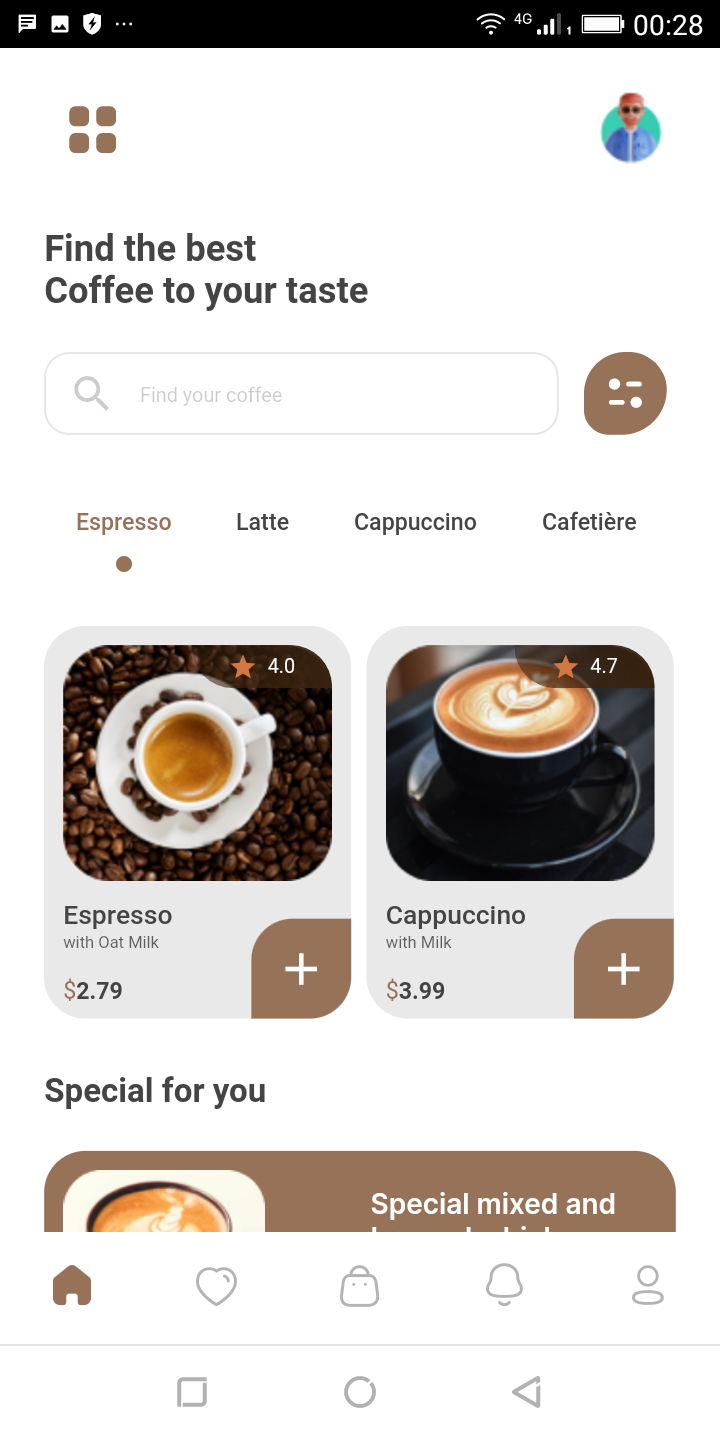 4G 1 00:28
Find the best
Coffee to your taste
Find your coffee
Espresso Latte Cappuccino Cafetière
4.0
4.7
Espresso
with Oat Milk
$2.79
Cappuccino
with Milk
$3.99
Special for you
Special mixed and